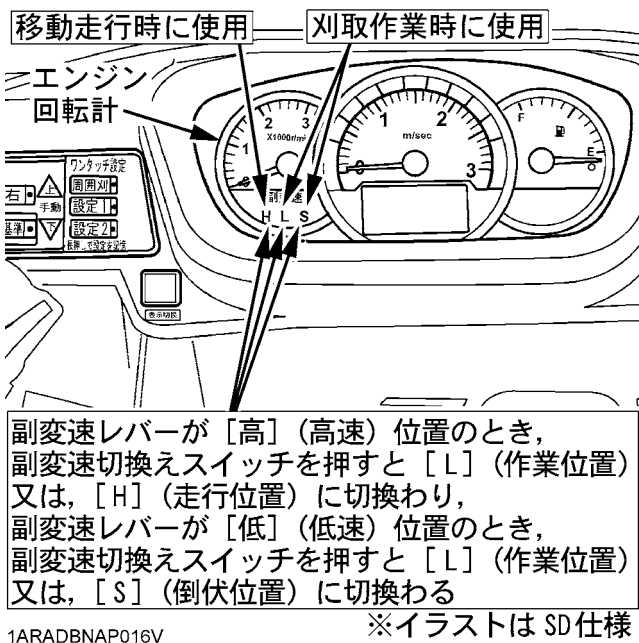 移動走行時に使用
刈取作業時に使用
エンジン
回転計
1
2
3
X1000r/mi
H L S
1
2
3
m/sec
F
E
ワンタッチ設定
周囲刈
設定1
設定2
右
上
手動
下
基準
表示切換
副変速レバーが［高］（高速）位置のとき，
副変速切換えスイッチを押すと［L］（作業位置）
又は，［H］（走行位置）に切換わり，
副変速レバーが［低］（低速）位置のとき，
副変速切換えスイッチを押すと［L］（作業位置）
又は，［S］（倒伏位置）に切換わる
※イラストはSD仕様
1ARADBNAP016V